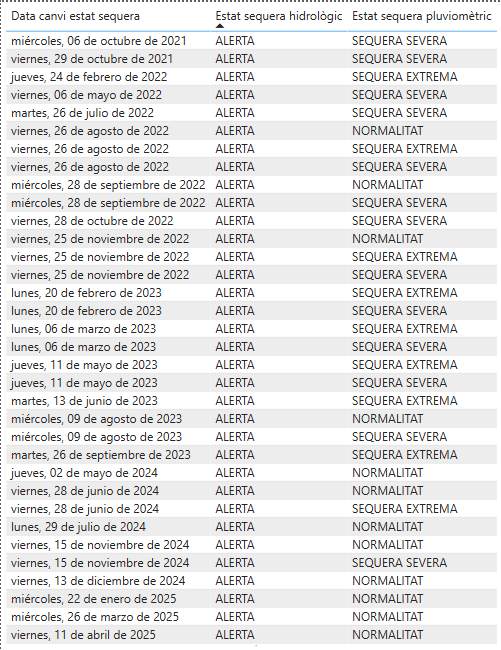 Data canvi estat sequera Estat sequera hidrològic Estat sequera pluviomètric
miércoles, 06 de octubre de 2021 ALERTA SEQUERA SEVERA
viernes, 29 de octubre de 2021 ALERTA SEQUERA SEVERA
jueves, 24 de febrero de 2022 ALERTA SEQUERA EXTREMA
viernes, 06 de mayo de 2022 ALERTA SEQUERA SEVERA
martes, 26 de julio de 2022 ALERTA SEQUERA SEVERA
viernes, 26 de agosto de 2022 ALERTA NORMALITAT
viernes, 26 de agosto de 2022 ALERTA SEQUERA EXTREMA
viernes, 26 de agosto de 2022 ALERTA SEQUERA SEVERA
miércoles, 28 de septiembre de 2022 ALERTA NORMALITAT
miércoles, 28 de septiembre de 2022 ALERTA SEQUERA SEVERA
viernes, 28 de octubre de 2022 ALERTA SEQUERA SEVERA
viernes, 25 de noviembre de 2022 ALERTA NORMALITAT
viernes, 25 de noviembre de 2022 ALERTA SEQUERA EXTREMA
viernes, 25 de noviembre de 2022 ALERTA SEQUERA SEVERA
lunes, 20 de febrero de 2023 ALERTA SEQUERA EXTREMA
lunes, 20 de febrero de 2023 ALERTA SEQUERA SEVERA
lunes, 06 de marzo de 2023 ALERTA SEQUERA EXTREMA
lunes, 06 de marzo de 2023 ALERTA SEQUERA SEVERA
jueves, 11 de mayo de 2023 ALERTA SEQUERA EXTREMA
jueves, 11 de mayo de 2023 ALERTA SEQUERA SEVERA
martes, 13 de junio de 2023 ALERTA SEQUERA EXTREMA
miércoles, 09 de agosto de 2023 ALERTA NORMALITAT
miércoles, 09 de agosto de 2023 ALERTA SEQUERA SEVERA
martes, 26 de septiembre de 2023 ALERTA SEQUERA EXTREMA
jueves, 02 de mayo de 2024 ALERTA NORMALITAT
viernes, 28 de junio de 2024 ALERTA NORMALITAT
viernes, 28 de junio de 2024 ALERTA SEQUERA EXTREMA
lunes, 29 de julio de 2024 ALERTA NORMALITAT
viernes, 15 de noviembre de 2024 ALERTA NORMALITAT
viernes, 15 de noviembre de 2024 ALERTA SEQUERA SEVERA
viernes, 13 de diciembre de 2024 ALERTA NORMALITAT
miércoles, 22 de enero de 2025 ALERTA NORMALITAT
miércoles, 26 de marzo de 2025 ALERTA NORMALITAT
viernes, 11 de abril de 2025 ALERTA NORMALITAT